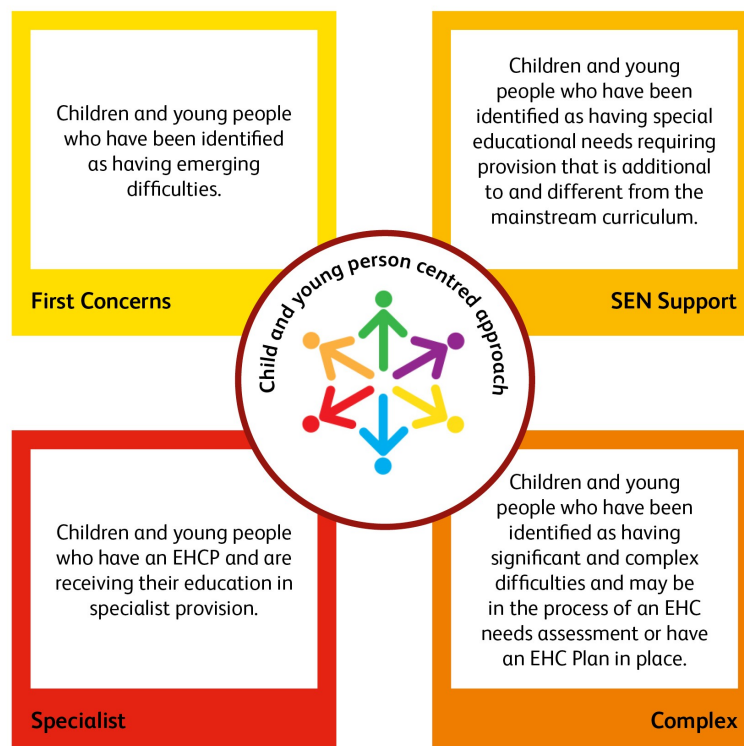 Children and young people
who have been identified
as having emerging
difficulties.
First Concerns
Children and young
people who have been
identified as having special
educational needs requiring
provision that is additional
to and different from the
mainstream curriculum.
SEN Support
Child and young person centred approach
Children and young people
who have an EHCP and are
receiving their education in
specialist provision.
Specialist
Children and young
people who have been
identified as having
significant and complex
difficulties and may be
in the process of an EHC
needs assessment or have
an EHC Plan in place.
Complex